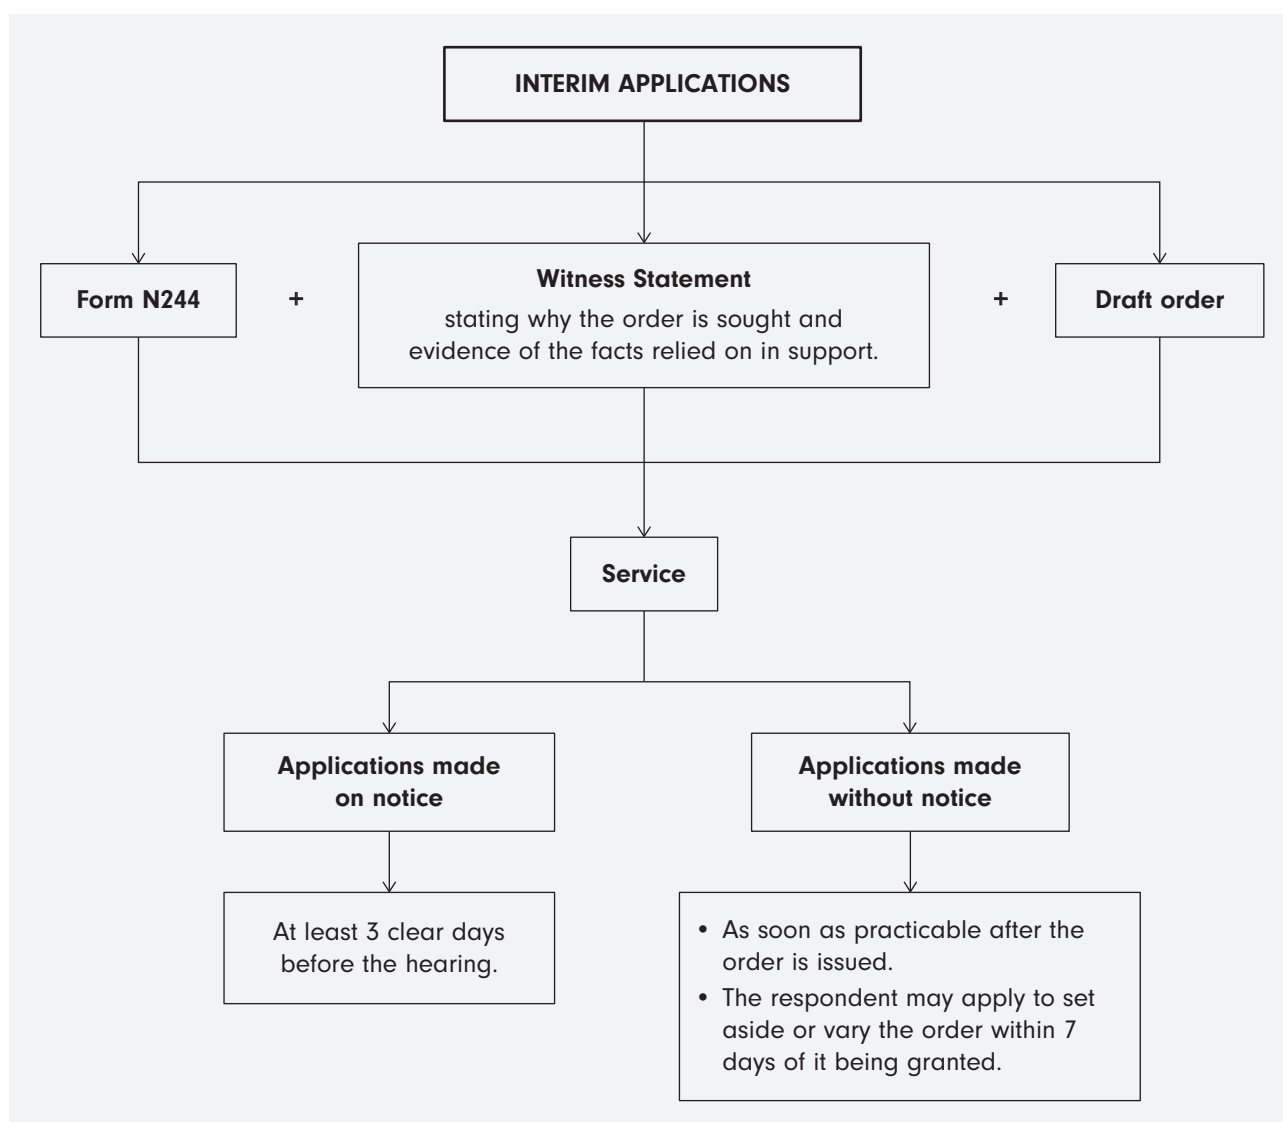 INTERIM APPLICATIONS
Form N244
+
Witness Statement
stating why the order is sought and
evidence of the facts relied on in support.
+
Draft order
Service
Applications made
on notice
Applications made
without notice
At least 3 clear days
before the hearing.
• As soon as practicable after the
order is issued.
• The respondent may apply to set
aside or vary the order within 7
days of it being granted.